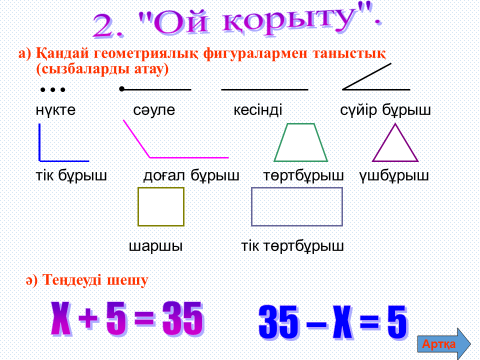 2. "Ой қорыту".
а) Қандай геометриялық фигуралармен таныстық
(сызбаларды атау)
нүкте сәуле кесінді сүйір бұрыш
тік бұрыш доғал бұрыш төртбұрыш үшбұрыш
шаршы тік төртбұрыш
ә) Теңдеуді шешу
Х + 5 = 35 35 – Х = 5
Артқа